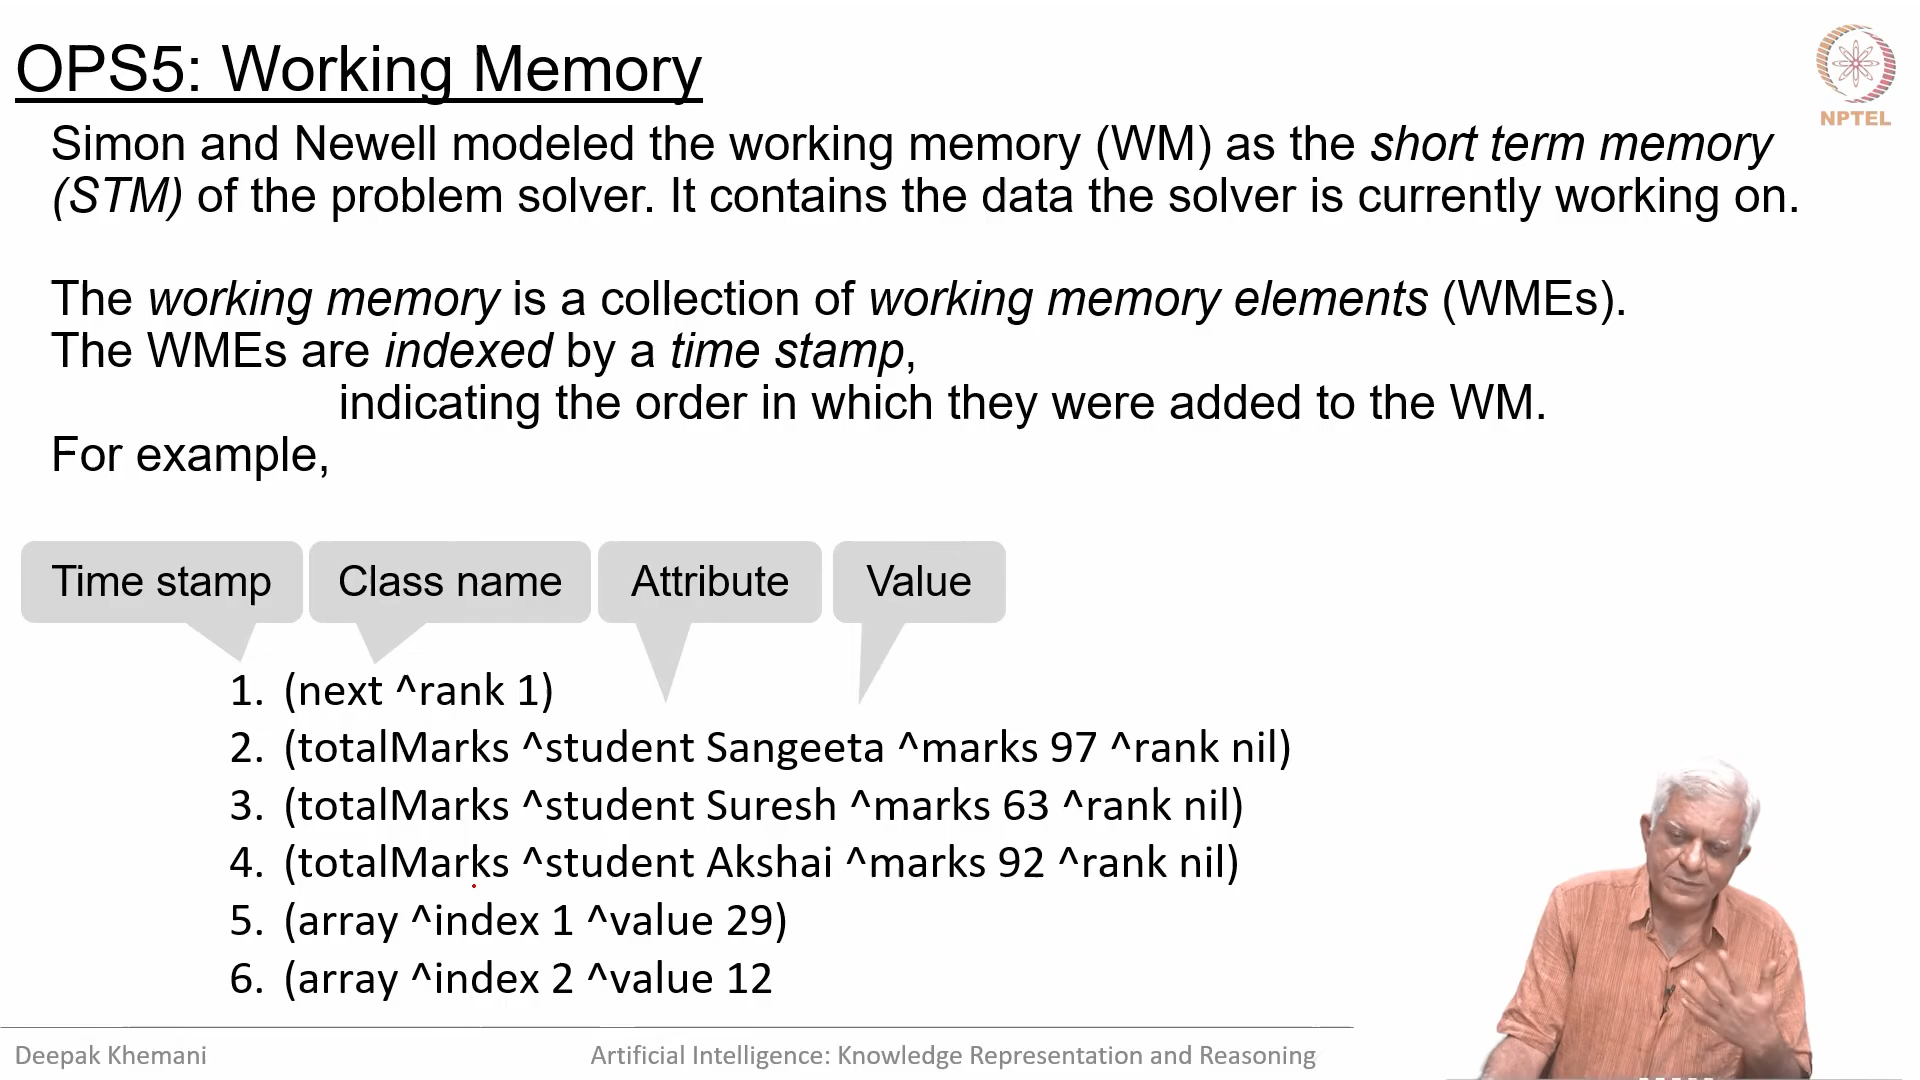 OPS5: Working Memory
NPTEL
Simon and Newell modeled the working memory (WM) as the short term memory
(STM) of the problem solver. It contains the data the solver is currently working on.
The working memory is a collection of working memory elements (WMEs).
The WMEs are indexed by a time stamp,
indicating the order in which they were added to the WM.
For example,
Time stamp Class name Attribute Value
1. (next ^rank 1)
2. (totalMarks ^student Sangeeta ^marks 97 ^rank nil)
3. (totalMarks ^student Suresh ^marks 63 ^rank nil)
4. (totalMarks ^student Akshai ^marks 92 ^rank nil)
5. (array ^index 1 ^value 29)
6. (array ^index 2 ^value 12
Deepak Khemani Artificial Intelligence: Knowledge Representation and Reasoning